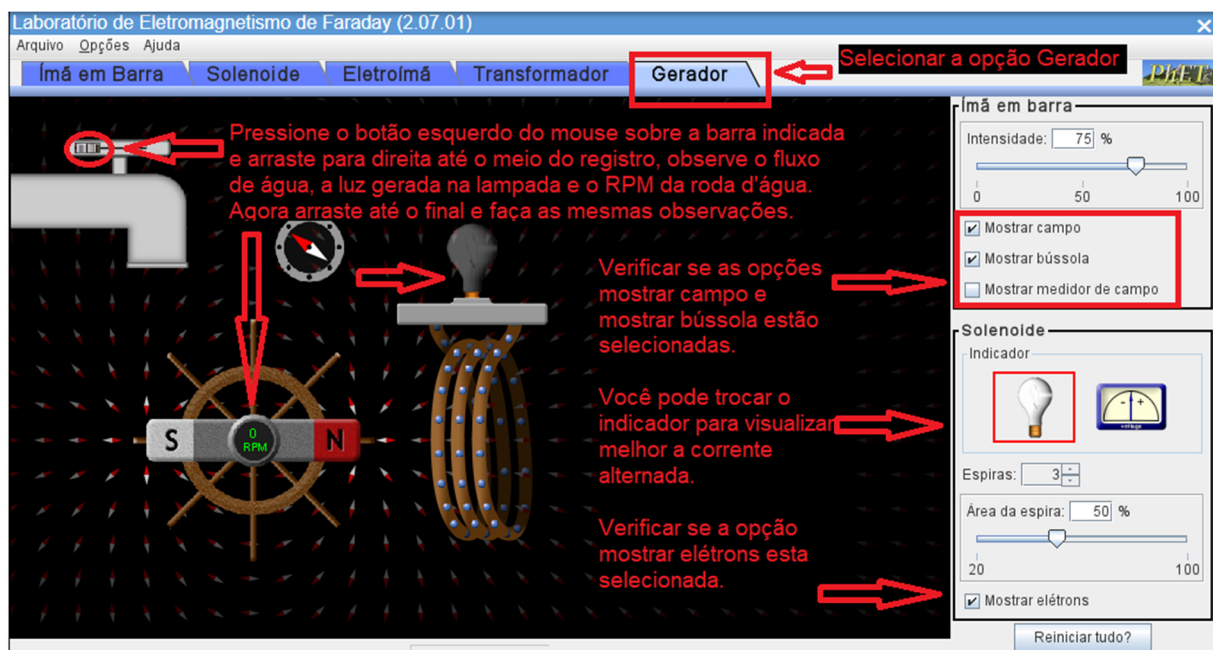 Laboratório de Eletromagnetismo de Faraday (2.07.01)
Arquivo Opções Ajuda
Ímã em Barra Solenoide Eletroímã Transformador Gerador
Selecionar a opção Gerador
PhET
Pressione o botão esquerdo do mouse sobre a barra indicada
e arraste para direita até o meio do registro, observe o fluxo
de água, a luz gerada na lampada e o RPM da roda d'água.
Agora arraste até o final e faça as mesmas observações.
S
0
RPM
N
Verificar se as opções
mostrar campo e
mostrar bússola estão
selecionadas.
Você pode trocar o
indicador para visualizar
melhor a corrente
alternada.
Verificar se a opção
mostrar elétrons esta
selecionada.
Ímã em barra
Intensidade: 75 %
0 50 100
Mostrar campo
Mostrar bússola
Mostrar medidor de campo
Solenoide
Indicador
- +
voltage
Espiras: 3
Área da espira: 50 %
20 100
Mostrar elétrons
Reiniciar tudo?